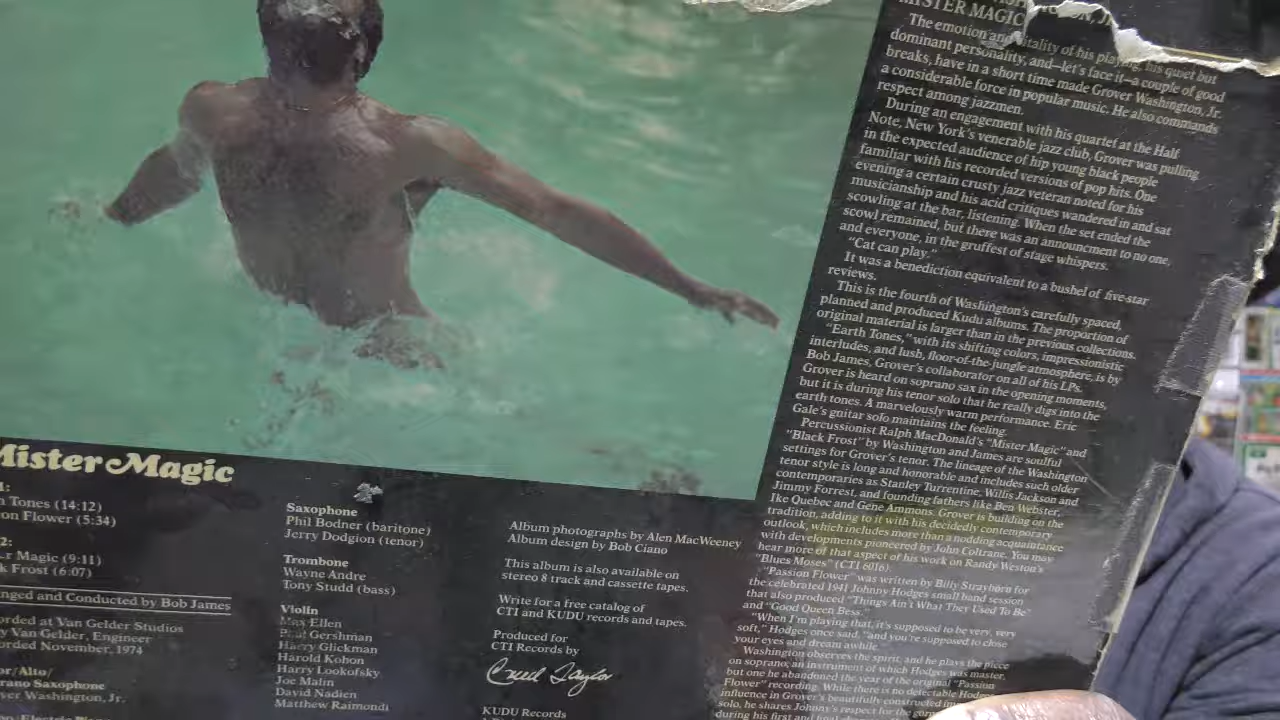 Mister Magic
1:
Tones (14:12)
on Flower (5:34)
2:
r Magic (9:11)
k Frost (6:07)
nged and Conducted by Bob James
orded at Van Gelder Studios
y Van Gelder, Engineer
orded November, 1974
or/Alto/
rano Saxophone
ver Washington, Jr.
Saxophone
Phil Bodner (baritone)
Jerry Dodgion (tenor)
Trombone
Wayne Andre
Tony Studd (bass)
Violin
Max Ellen
Paul Gershman
Harry Glickman
Harold Kohon
Harry Lookofsky
Joe Malin
David Nadien
Matthew Raimondi
Album photographs by Alen MacWeeney
Album design by Bob Ciano
This album is also available on
stereo 8 track and cassette tapes.
Write for a free catalog of
CTI and KUDU records and tapes.
Produced for
CTI Records by
Creed Taylor
KUDU Records
MISTER MAGIC
The emotion and vitality of his playing, his quiet but
dominant personality, and—let's face it—a couple of good
breaks, have in a short time made Grover Washington, Jr.
a considerable force in popular music. He also commands
respect among jazzmen.
During an engagement with his quartet at the Half
Note, New York's venerable jazz club, Grover was pulling
in the expected audience of hip young black people
familiar with his recorded versions of pop hits. One
evening a certain crusty jazz veteran noted for his
musicianship and his acid critiques wandered in and sat
scowling at the bar, listening. When the set ended the
scowl remained, but there was an announcment to no one,
and everyone, in the gruffest of stage whispers.
"Cat can play."
It was a benediction equivalent to a bushel of five-star
reviews.
This is the fourth of Washington's carefully spaced,
planned and produced Kudu albums. The proportion of
original material is larger than in the previous collections.
"Earth Tones," with its shifting colors, impressionistic
interludes, and lush, floor-of-the-jungle atmosphere, is by
Bob James, Grover's collaborator on all of his LPs.
Grover is heard on soprano sax in the opening moments,
but it is during his tenor solo that he really digs into the
earth tones. A marvelously warm performance. Eric
Gale's guitar solo maintains the feeling.
Percussionist Ralph MacDonald's "Mister Magic" and
"Black Frost" by Washington and James are soulful
settings for Grover's tenor. The lineage of the Washington
tenor style is long and honorable and includes such older
contemporaries as Stanley Turrentine, Willis Jackson and
Jimmy Forrest, and founding fathers like Ben Webster,
Ike Quebec and Gene Ammons. Grover is building on the
tradition, adding to it with his decidedly contemporary
outlook, which includes more than a nodding acquaintance
with developments pioneered by John Coltrane. You may
hear more of that aspect of his work on Randy Weston's
"Blues Moses" (CTI 6016).
"Passion Flower" was written by Billy Strayhorn for
the celebrated 1941 Johnny Hodges small band session
that also produced "Things Ain't What They Used To Be"
and "Good Queen Bess."
"When I'm playing that, it's supposed to be very, very
soft," Hodges once said, "and you're supposed to close
your eyes and dream awhile."
Washington observes the spirit, and he plays the piece
on soprano, an instrument of which Hodges was master,
but one he abandoned the year of the original "Passion
Flower" recording. While there is no detectable Hodges
influence in Grover's beautifully constructed
solo, he shares Johnny's respect for the
during his first and